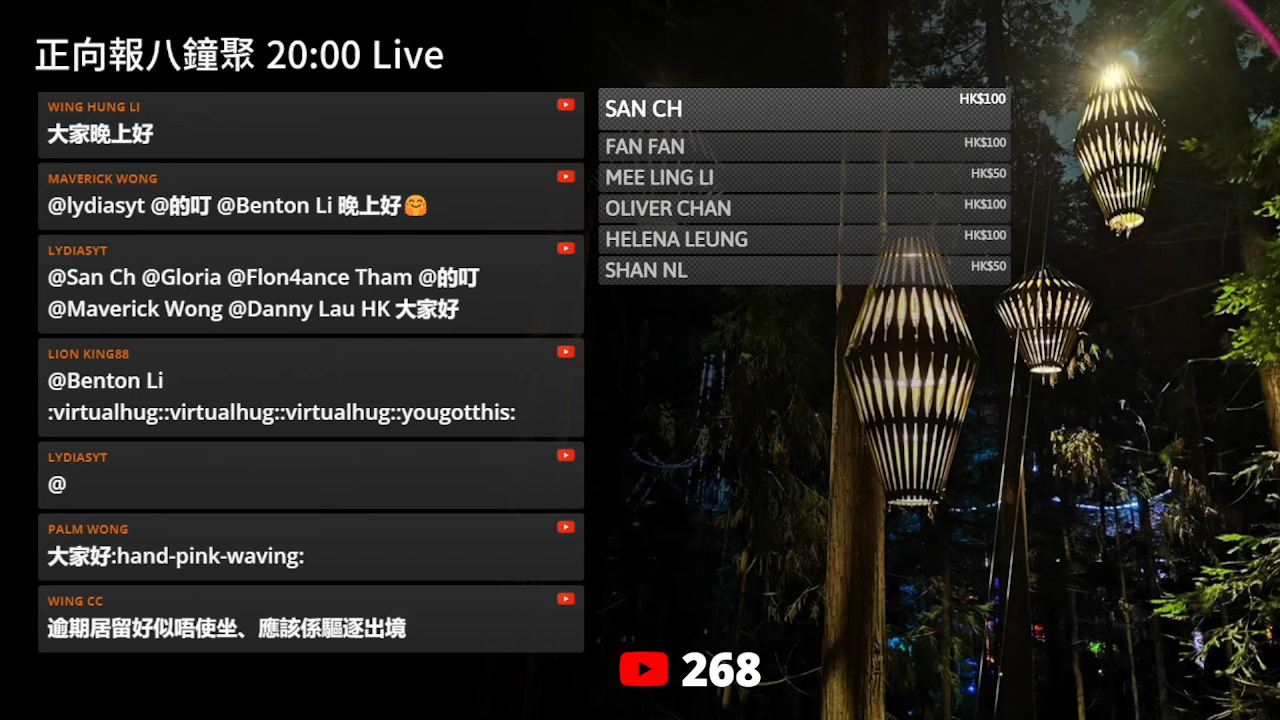 正向報八鐘聚 20:00 Live
WING HUNG LI
大家晚上好
MAVERICK WONG
@lydiasyt @的叮 @Benton Li 晚上好🤗
LYDIASYT
@San Ch @Gloria @Flon4ance Tham @的叮
@Maverick Wong @Danny Lau HK 大家好
LION KING88
@Benton Li
:virtualhug::virtualhug::virtualhug::yougotthis:
LYDIASYT
@
PALM WONG
大家好:hand-pink-waving:
WING CC
逾期居留好似唔使坐、應該係驅逐出境
SAN CH HK$100
FAN FAN HK$100
MEE LING LI HK$50
OLIVER CHAN HK$100
HELENA LEUNG HK$100
SHAN NL HK$50
268